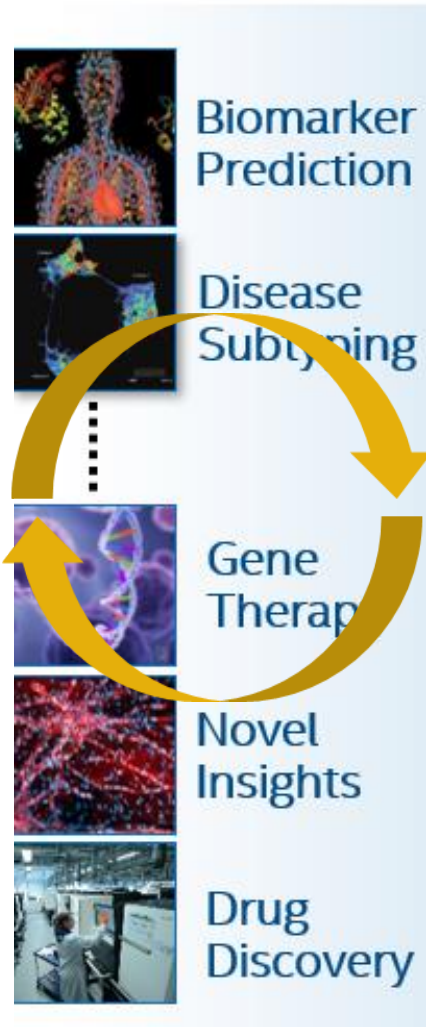 Biomarker
Prediction
Disease
Subtyping
Gene
Therapy
Novel
Insights
Drug
Discovery